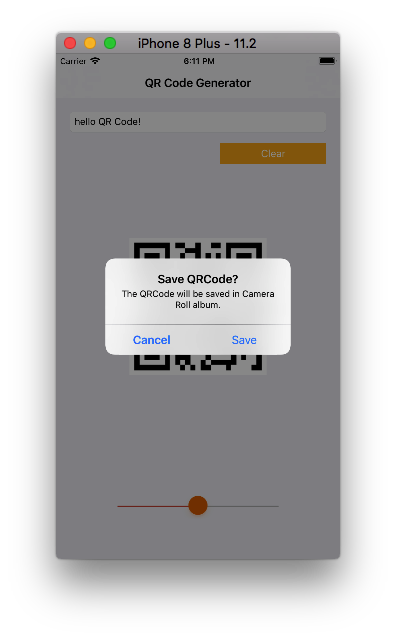 iPhone 8 Plus - 11.2
Carrier 6:11 PM
QR Code Generator
hello QR Code!
Clear
Save QRCode?
The QRCode will be saved in Camera
Roll album.
Cancel Save